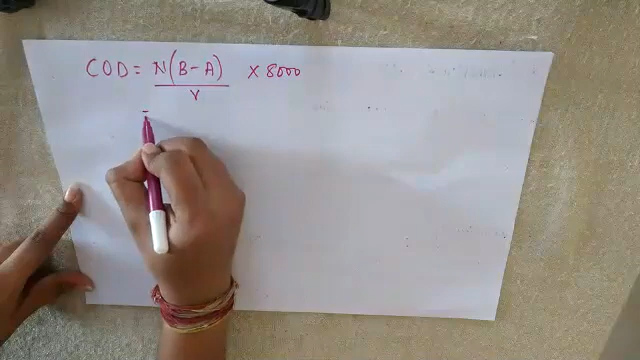 COD = N(B-A) × 8000
V